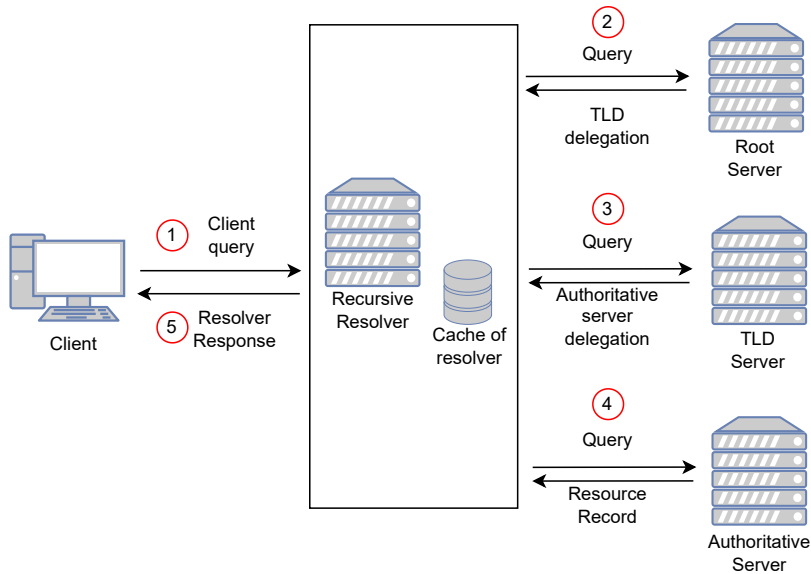 1
Client
query
5
Resolver
Response
Client
Recursive
Resolver
Cache of
resolver
2
Query
TLD
delegation
Root
Server
3
Query
Authoritative
server
delegation
TLD
Server
4
Query
Resource
Record
Authoritative
Server